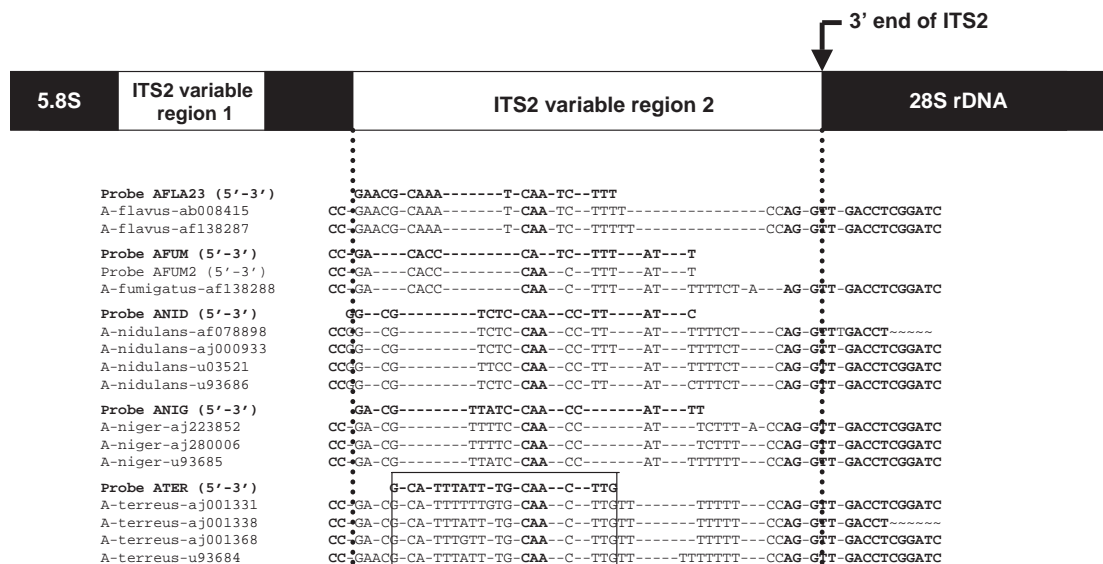 3' end of ITS2
5.8S
ITS2 variable region 1
ITS2 variable region 2
28S rDNA
Probe AFLA23 (5'-3') GAACG-CAAA-------T-CAA-TC--TTT
A-flavus-ab008415 CC-GAACG-CAAA-------T-CAA-TC--TTTT-----------------CCAG-GTT-GACCTCGGATC
A-flavus-af138287 CC-GAACG-CAAA-------T-CAA-TC--TTTTT----------------CCAG-GTT-GACCTCGGATC
Probe AFUM (5'-3') CC-GA----CACC---------CA--TC--TTT---AT---T
Probe AFUM2 (5'-3') CC-GA----CACC---------CAA--C--TTT---AT---T
A-fumigatus-af138288 CC-GA----CACC---------CAA--C--TTT---AT---TTTTCT-A----AG-GTT-GACCTCGGATC
Probe ANID (5'-3') GG--CG---------TCTC-CAA-CC--TT----AT---C
A-nidulans-af078898 CCGG--CG---------TCTC-CAA-CC--TT----AT---TTTTCT-----CAG-GTTTGACCT~~~~~
A-nidulans-aj000933 CCGG--CG---------TCTC-CAA-CC--TTT---AT---TTTTCT-----CAG-GTT-GACCTCGGATC
A-nidulans-u03521 CCGG--CG---------TTCC-CAA-CC--TT----AT---TTTTCT-----CAG-GTT-GACCTCGGATC
A-nidulans-u93686 CCGG--CG---------TCTC-CAA-CC--TT----AT---CTTTCT-----CAG-GTT-GACCTCGGATC
Probe ANIG (5'-3') GA-CG--------TTATC-CAA--CC-------AT---TT
A-niger-aj223852 CC-GA-CG--------TTTTC-CAA--CC-------AT----TCTTT-A--CCAG-GTT-GACCTCGGATC
A-niger-aj280006 CC-GA-CG--------TTTTC-CAA--CC-------AT----TCTTT----CCAG-GTT-GACCTCGGATC
A-niger-u93685 CC-GA-CG--------TTATC-CAA--CC-------AT---TTTTTT----CCAG-GTT-GACCTCGGATC
Probe ATER (5'-3') G-CA-TTTATT-TG-CAA--C--TTG
A-terreus-aj001331 CC-GA-CG-CA-TTTTTTGTG-CAA--C--TTGTT-------TTTTT----CCAG-GTT-GACCTCGGATC
A-terreus-aj001338 CC-GA-CG-CA-TTTATT-TG-CAA--C--TTGTT-------TTTTT----CCAG-GTT-GACCT~~~~~~
A-terreus-aj001368 CC-GA-CG-CA-TTTGTT-TG-CAA--C--TTGTT-------TTTTT----CCAG-GTT-GACCTCGGATC
A-terreus-u93684 CC-GAACG-CA-TTTATT-TG-CAA--C--TTGTT-----TTTTTTT----CCAG-GTT-GACCTCGGATC